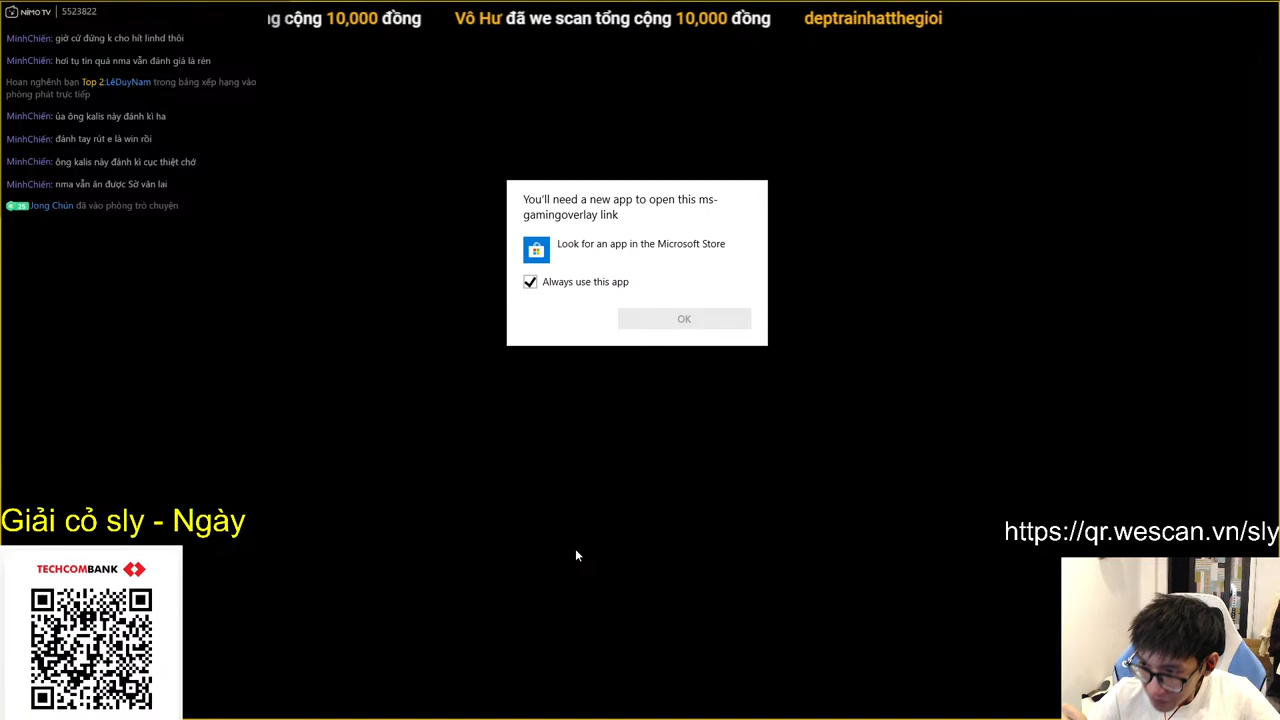 NIMO TV | 5523822
ng cộng 10,000 đồng Vô Hư đã we scan tổng cộng 10,000 đồng deptrainhatthegioi
MinhChiến: giờ cứ đứng k cho hít linhd thôi
MinhChiến: hơi tự tin quá nma vẫn đánh giá là rén
Hoan nghênh bạn Top 2:LêDuyNam trong bảng xếp hạng vào
phòng phát trực tiếp
MinhChiến: ủa ông kalis này đánh kì ha
MinhChiến: đánh tay rút e là win rồi
MinhChiến: ông kalis này đánh kì cục thiệt chớ
MinhChiến: nma vẫn ăn được Sờ văn lai
25 Jong Chún đã vào phòng trò chuyện
You'll need a new app to open this ms-
gamingoverlay link
Look for an app in the Microsoft Store
Always use this app
OK
Giải cỏ sly - Ngày
https://qr.wescan.vn/sly
TECHCOMBANK